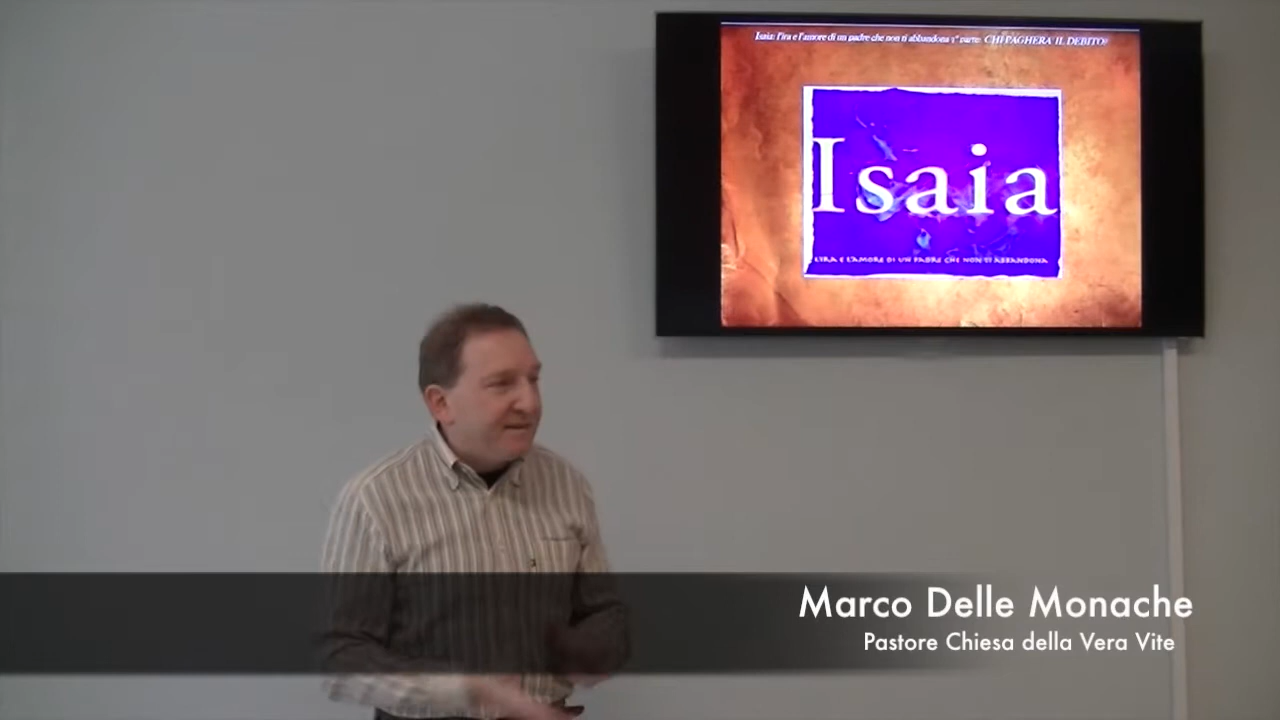 Isaia: l'ira e l'amore di un padre che non ti abbandona 1° parte: CHI PAGHERA' IL DEBITO?
Isaia
L'IRA E L'AMORE DI UN PADRE CHE NON TI ABBANDONA
Marco Delle Monache
Pastore Chiesa della Vera Vite